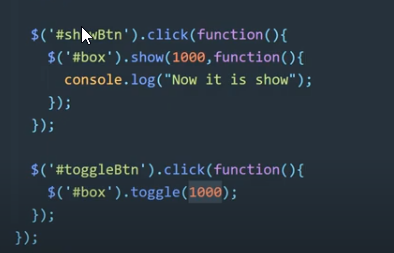 $('#showBtn').click(function(){
$('#box').show(1000,function(){
console.log("Now it is show");
});
});
$('#toggleBtn').click(function(){
$('#box').toggle(1000);
});
});